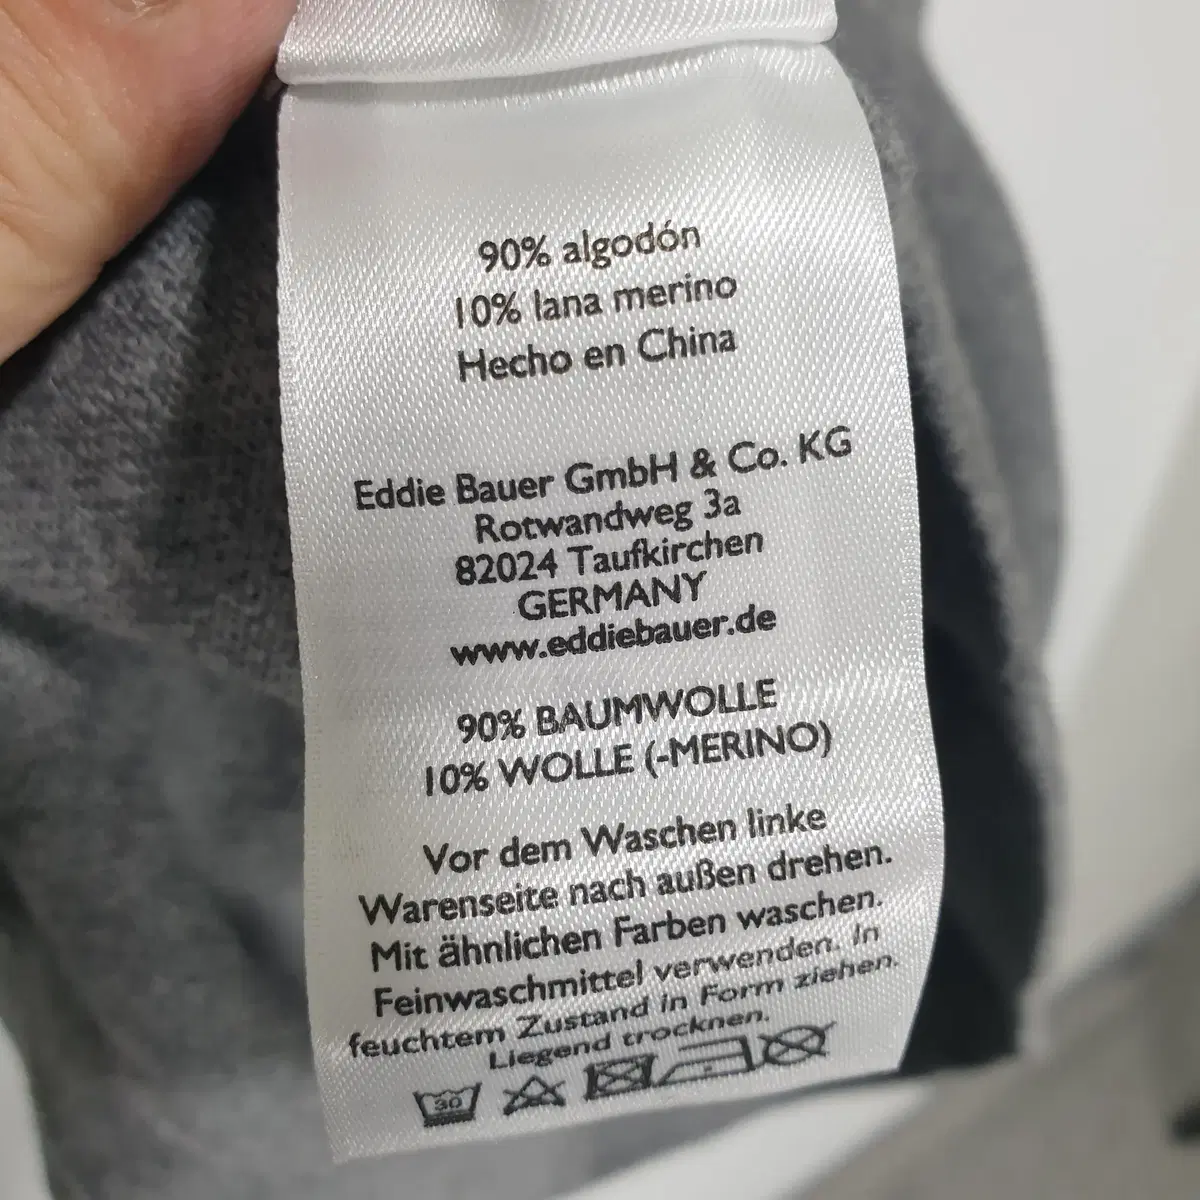 90% algodón
10% lana merino
Hecho en China
Eddie Bauer GmbH & Co. KG
Rotwandweg 3a
82024 Taufkirchen
GERMANY
www.eddiebauer.de
90% BAUMWOLLE
10% WOLLE (-MERINO)
Vor dem Waschen linke
Warenseite nach außen drehen.
Mit ähnlichen Farben waschen.
Feinwaschmittel verwenden. In
feuchtem Zustand in Form ziehen.
Liegend trocknen.
30